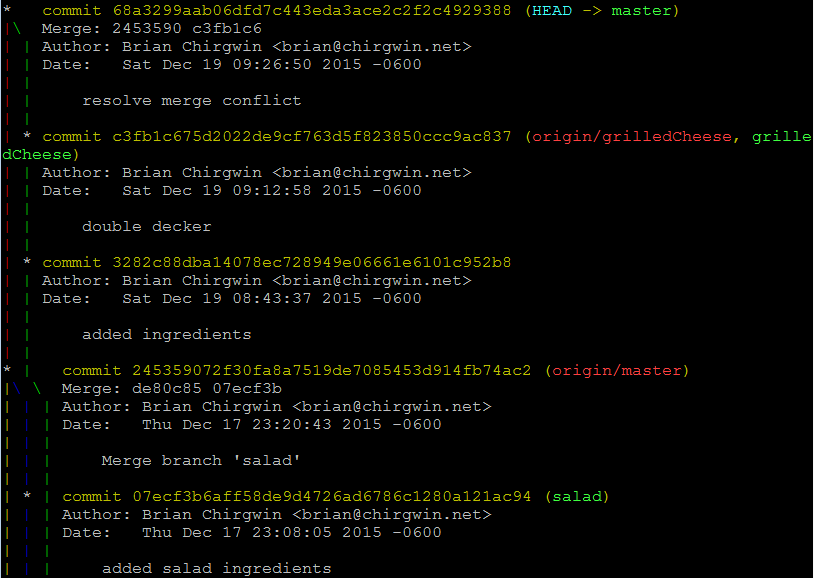 *   commit 68a3299aab06dfd7c443eda3ace2c2f2c4929388 (HEAD -> master)
|\  Merge: 2453590 c3fb1c6
| | Author: Brian Chirgwin <brian@chirgwin.net>
| | Date:   Sat Dec 19 09:26:50 2015 -0600
| |
| |     resolve merge conflict
| |
| * commit c3fb1c675d2022de9cf763d5f823850ccc9ac837 (origin/grilledCheese, grille
dCheese)
| | Author: Brian Chirgwin <brian@chirgwin.net>
| | Date:   Sat Dec 19 09:12:58 2015 -0600
| |
| |     double decker
| |
| * commit 3282c88dba14078ec728949e06661e6101c952b8
| | Author: Brian Chirgwin <brian@chirgwin.net>
| | Date:   Sat Dec 19 08:43:37 2015 -0600
| |
| |     added ingredients
| |
* |   commit 245359072f30fa8a7519de7085453d914fb74ac2 (origin/master)
|\ \  Merge: de80c85 07ecf3b
| | | Author: Brian Chirgwin <brian@chirgwin.net>
| | | Date:   Thu Dec 17 23:20:43 2015 -0600
| | |
| | |     Merge branch 'salad'
| | |
| * | commit 07ecf3b6aff58de9d4726ad6786c1280a121ac94 (salad)
| | | Author: Brian Chirgwin <brian@chirgwin.net>
| | | Date:   Thu Dec 17 23:08:05 2015 -0600
| | |
| | |     added salad ingredients